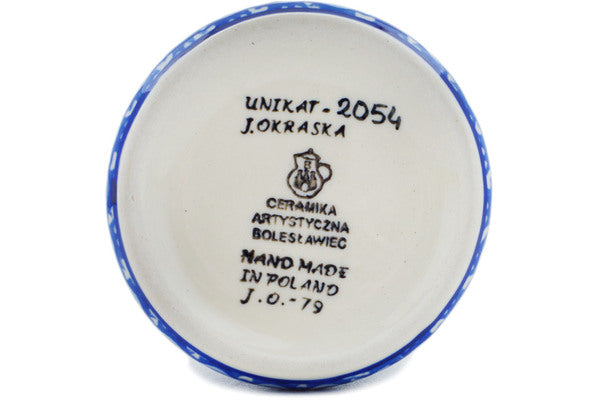 UNIKAT - 2054
J.OKRASKA
CERAMIKA
ARTYSTYCZNA
BOLESŁAWIEC
HAND MADE
IN POLAND
J.O.-79